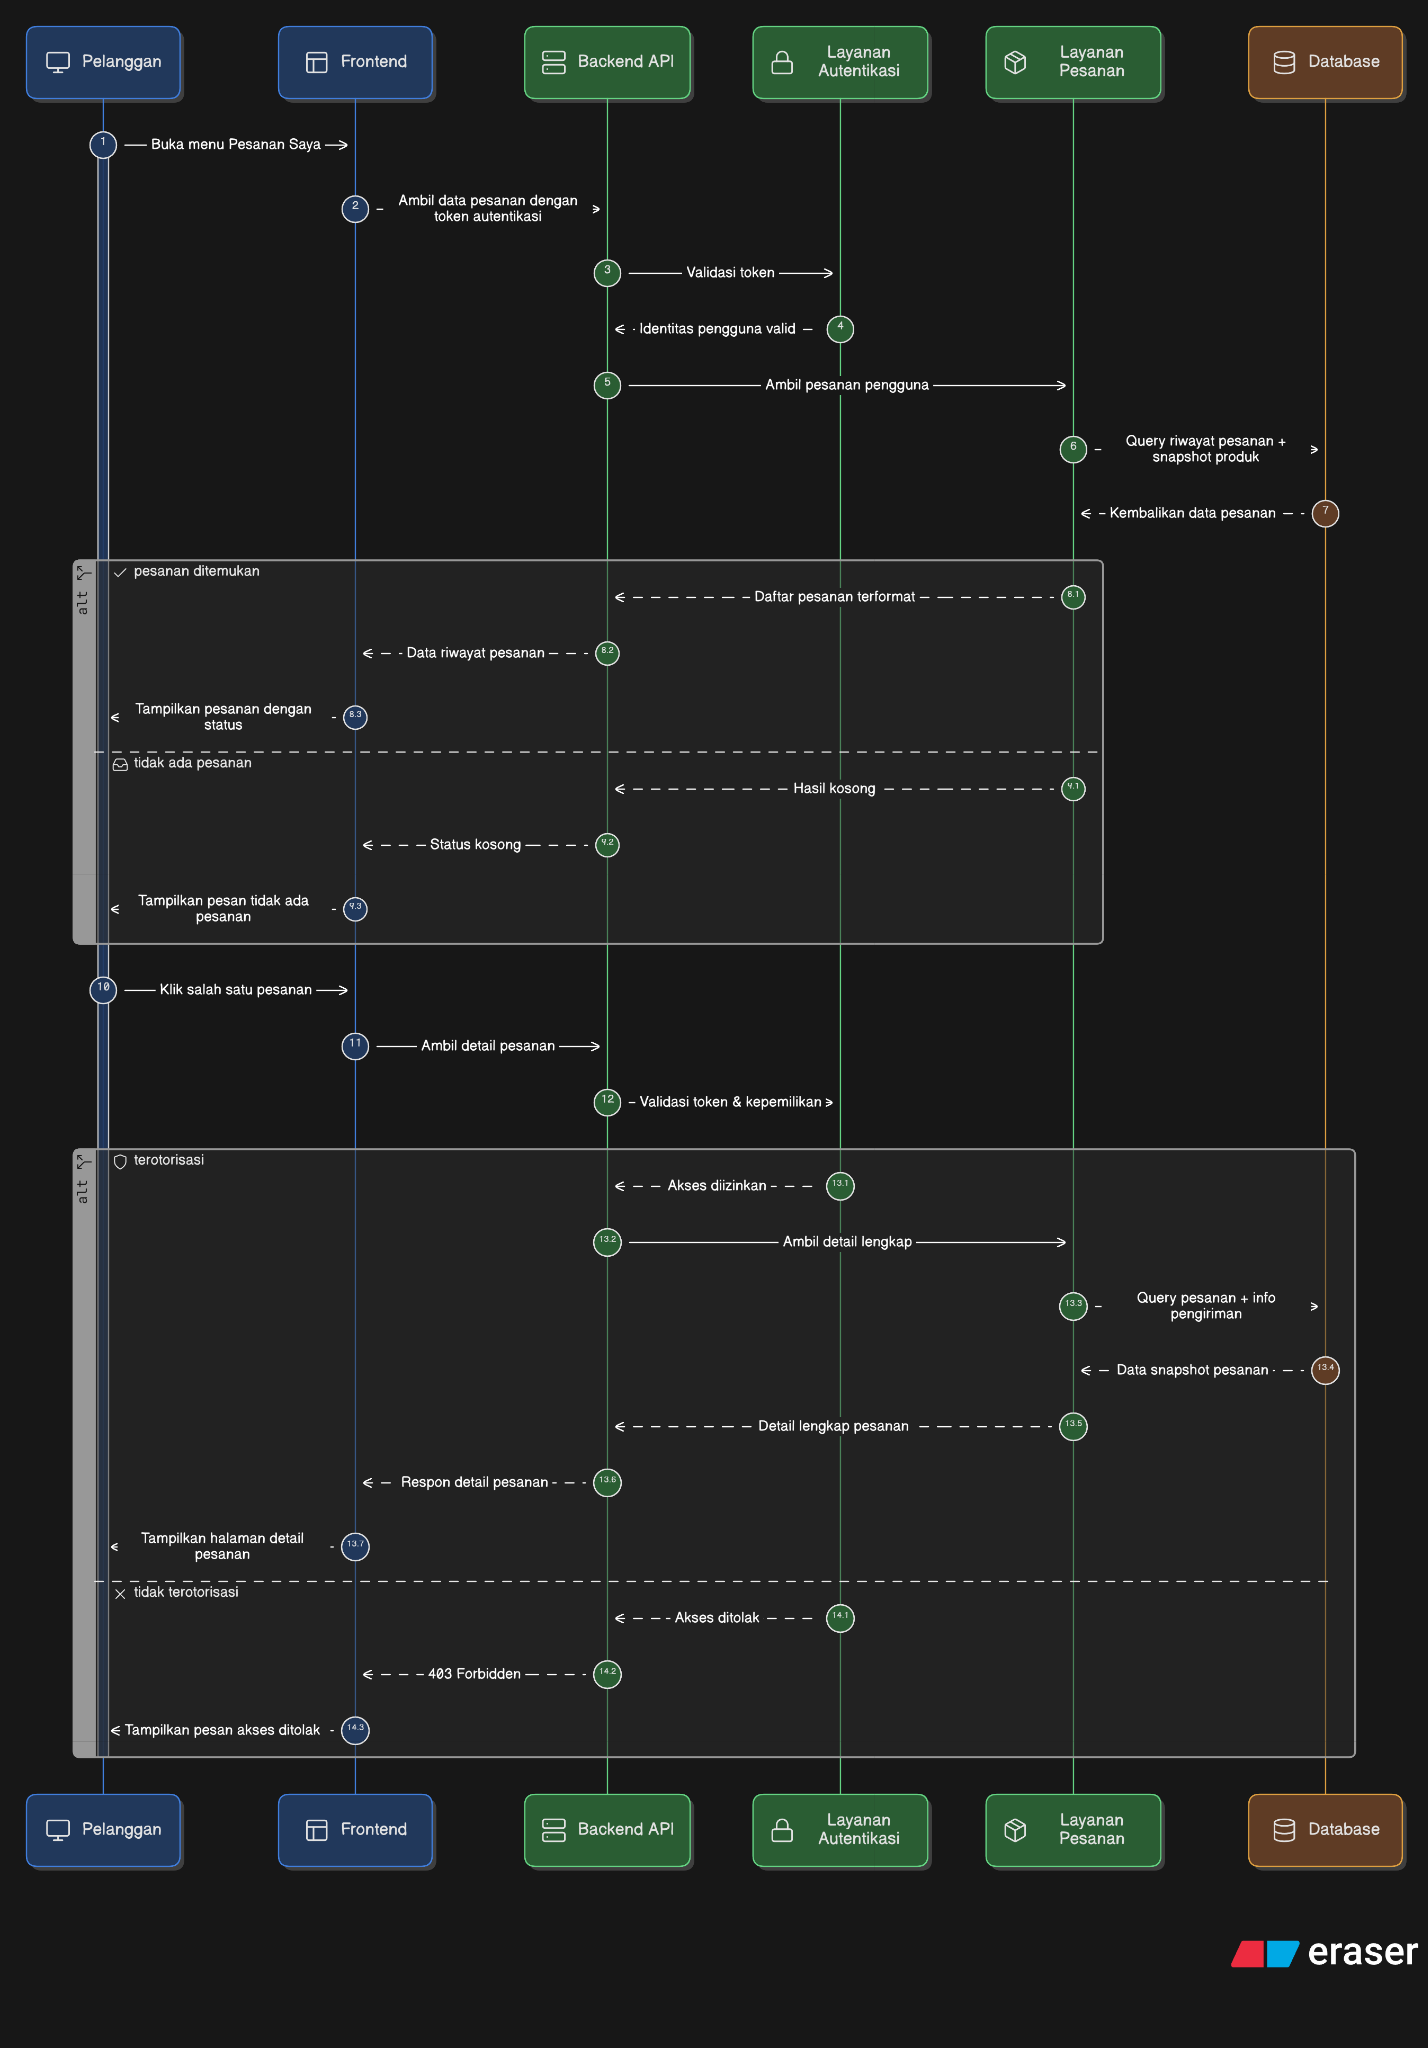 Pelanggan
Frontend
Backend API
Layanan
Autentikasi
Layanan
Pesanan
Database
1
Buka menu Pesanan Saya
2
Ambil data pesanan dengan
token autentikasi
3
Validasi token
Identitas pengguna valid
4
5
Ambil pesanan pengguna
6
Query riwayat pesanan +
snapshot produk
Kembalikan data pesanan
7
alt
pesanan ditemukan
Daftar pesanan terformat
8.1
Data riwayat pesanan
8.2
Tampilkan pesanan dengan
status
8.3
tidak ada pesanan
Hasil kosong
9.1
Status kosong
9.2
Tampilkan pesan tidak ada
pesanan
9.3
10
Klik salah satu pesanan
11
Ambil detail pesanan
12
Validasi token & kepemilikan
alt
terotorisasi
Akses diizinkan
13.1
13.2
Ambil detail lengkap
13.3
Query pesanan + info
pengiriman
Data snapshot pesanan
13.4
Detail lengkap pesanan
13.5
Respon detail pesanan
13.6
Tampilkan halaman detail
pesanan
13.7
tidak terotorisasi
Akses ditolak
14.1
403 Forbidden
14.2
Tampilkan pesan akses ditolak
14.3
Pelanggan
Frontend
Backend API
Layanan
Autentikasi
Layanan
Pesanan
Database
eraser